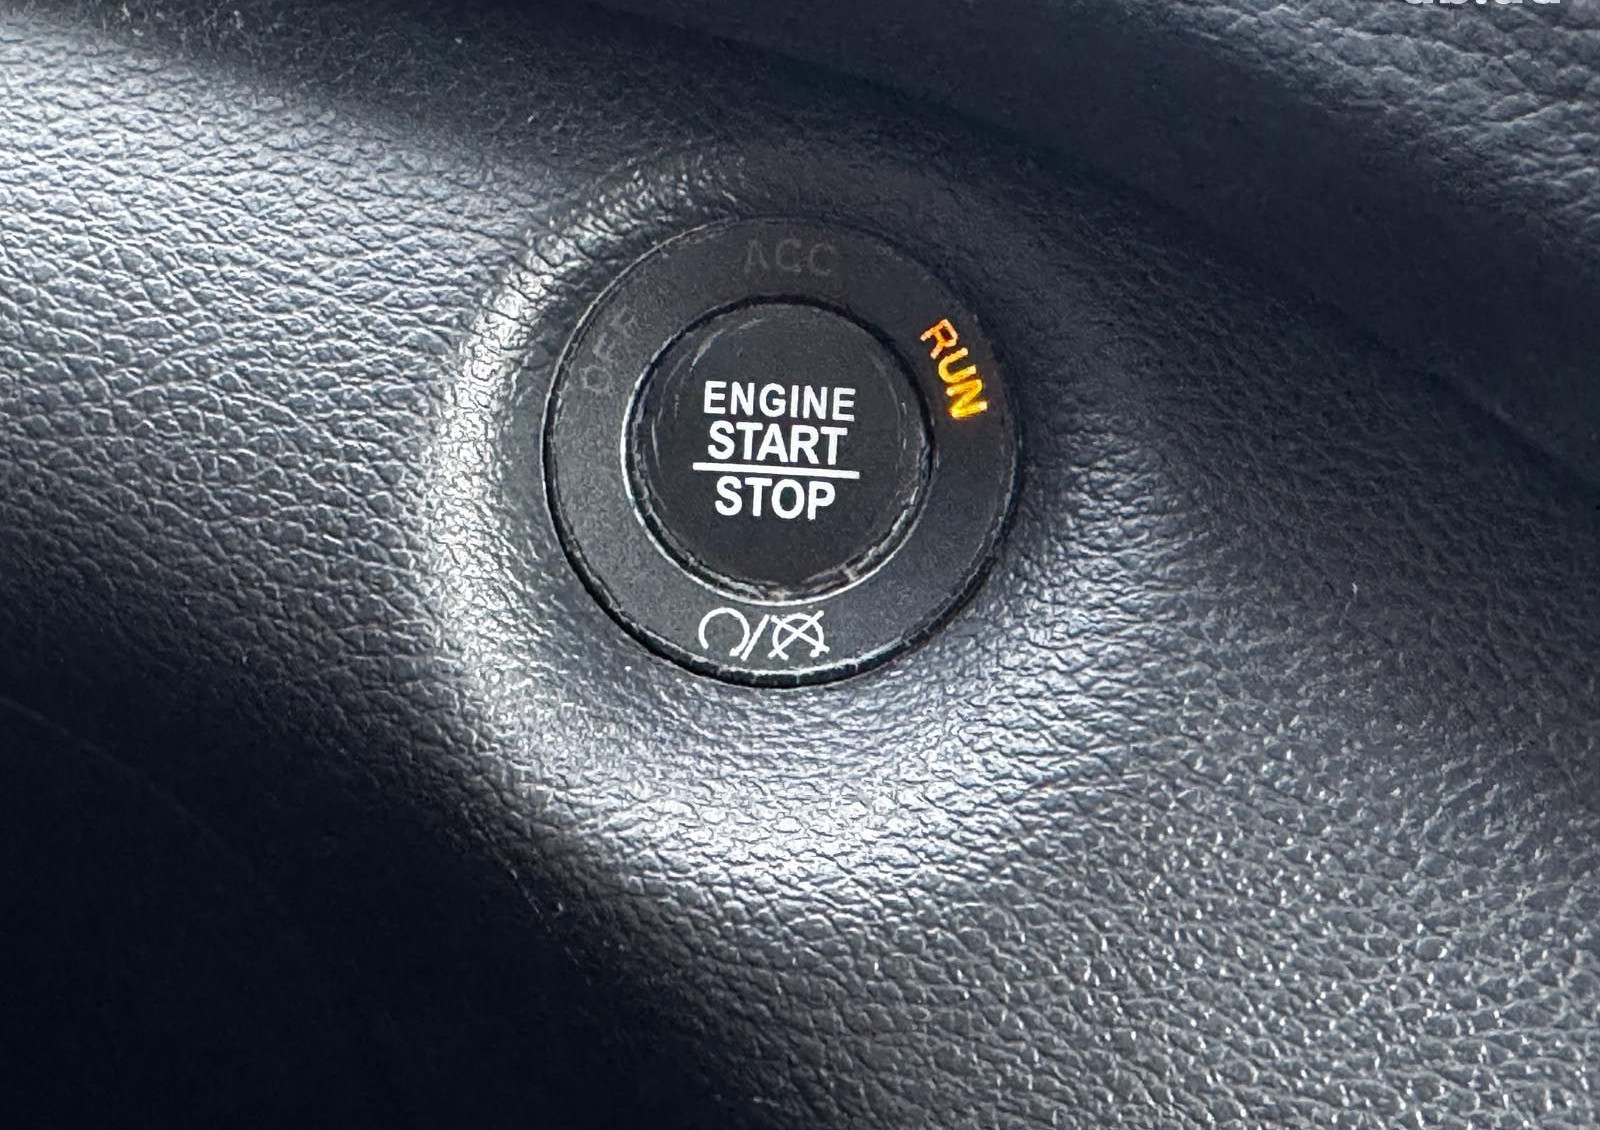 ACC
OFF
RUN
ENGINE
START
STOP